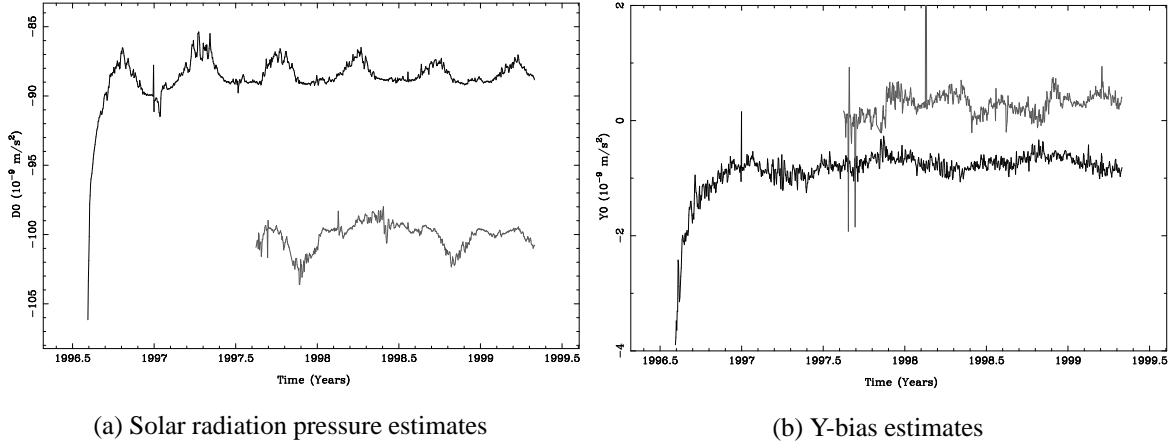 −85
−90
−95
−100
−105
D0 (10⁻⁹ m/s²)
1996.5 1997 1997.5 1998 1998.5 1999 1999.5
Time (Years)
(a) Solar radiation pressure estimates
2
0
−2
−4
Y0 (10⁻⁹ m/s²)
1996.5 1997 1997.5 1998 1998.5 1999 1999.5
Time (Years)
(b) Y-bias estimates